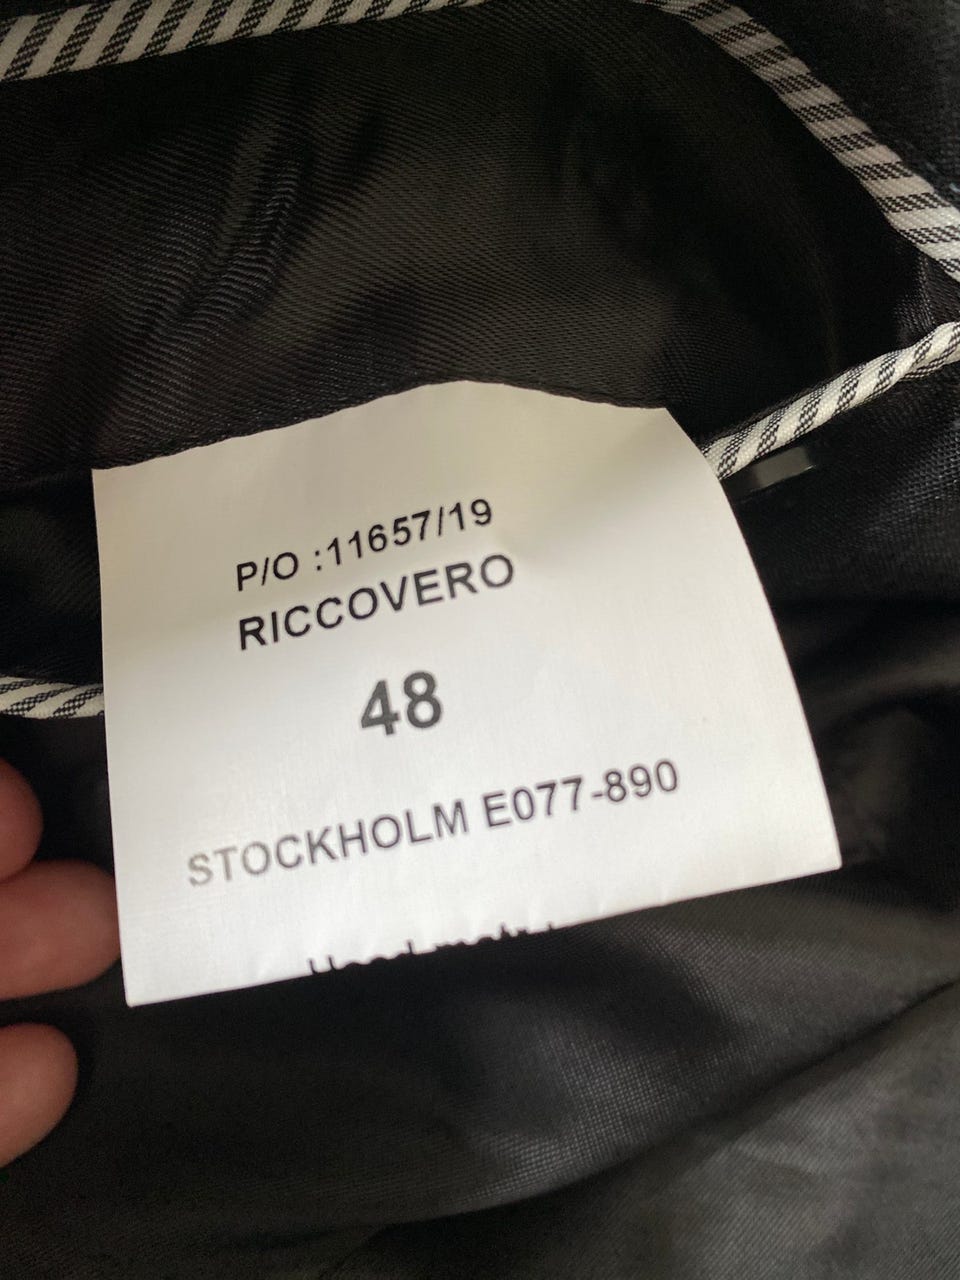 P/O :11657/19
RICCOVERO
48
STOCKHOLM E077-890